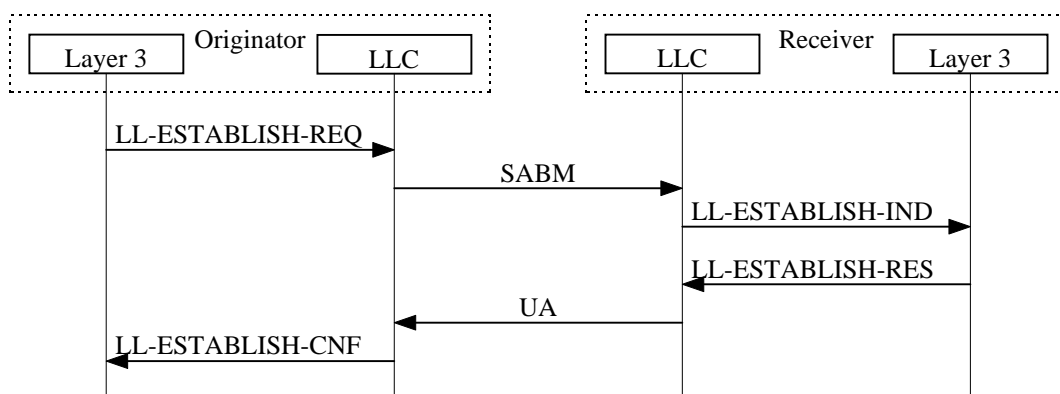 Originator
Receiver
Layer 3
LLC
LLC
Layer 3
LL-ESTABLISH-REQ
SABM
LL-ESTABLISH-IND
LL-ESTABLISH-RES
UA
LL-ESTABLISH-CNF